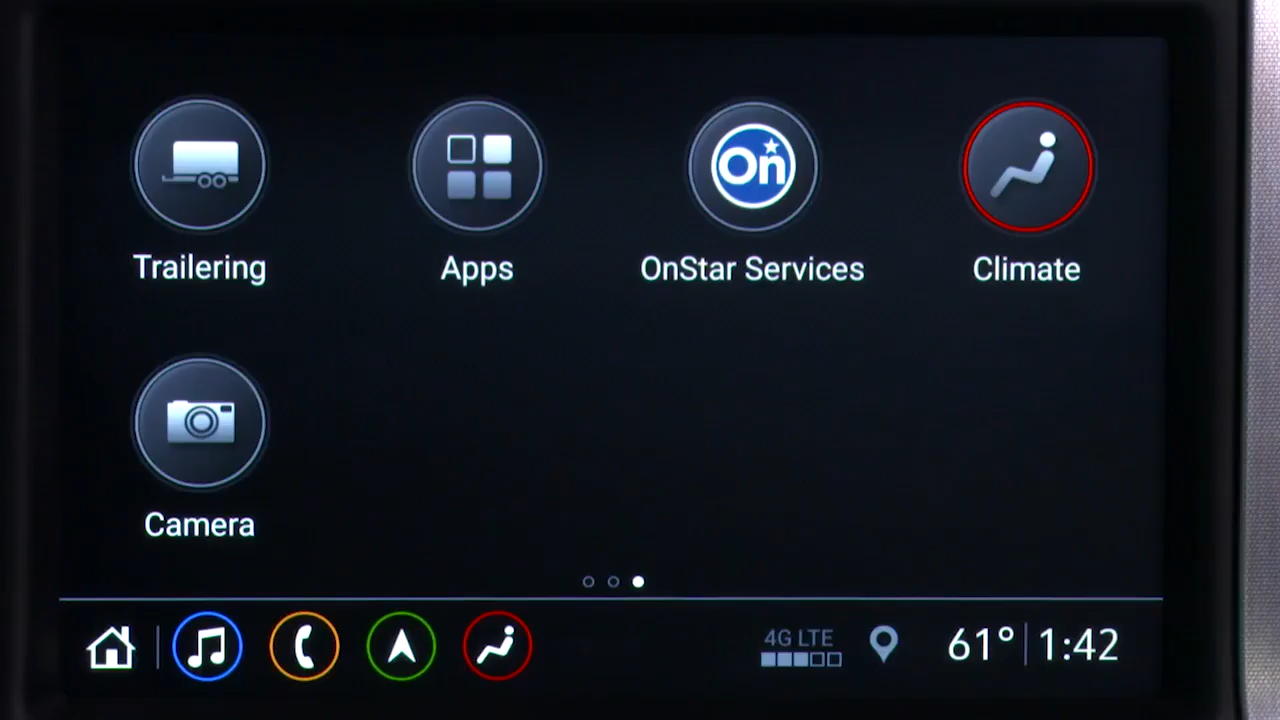 Trailering
Apps
On
OnStar Services
Climate
Camera
4G LTE
61° 1:42